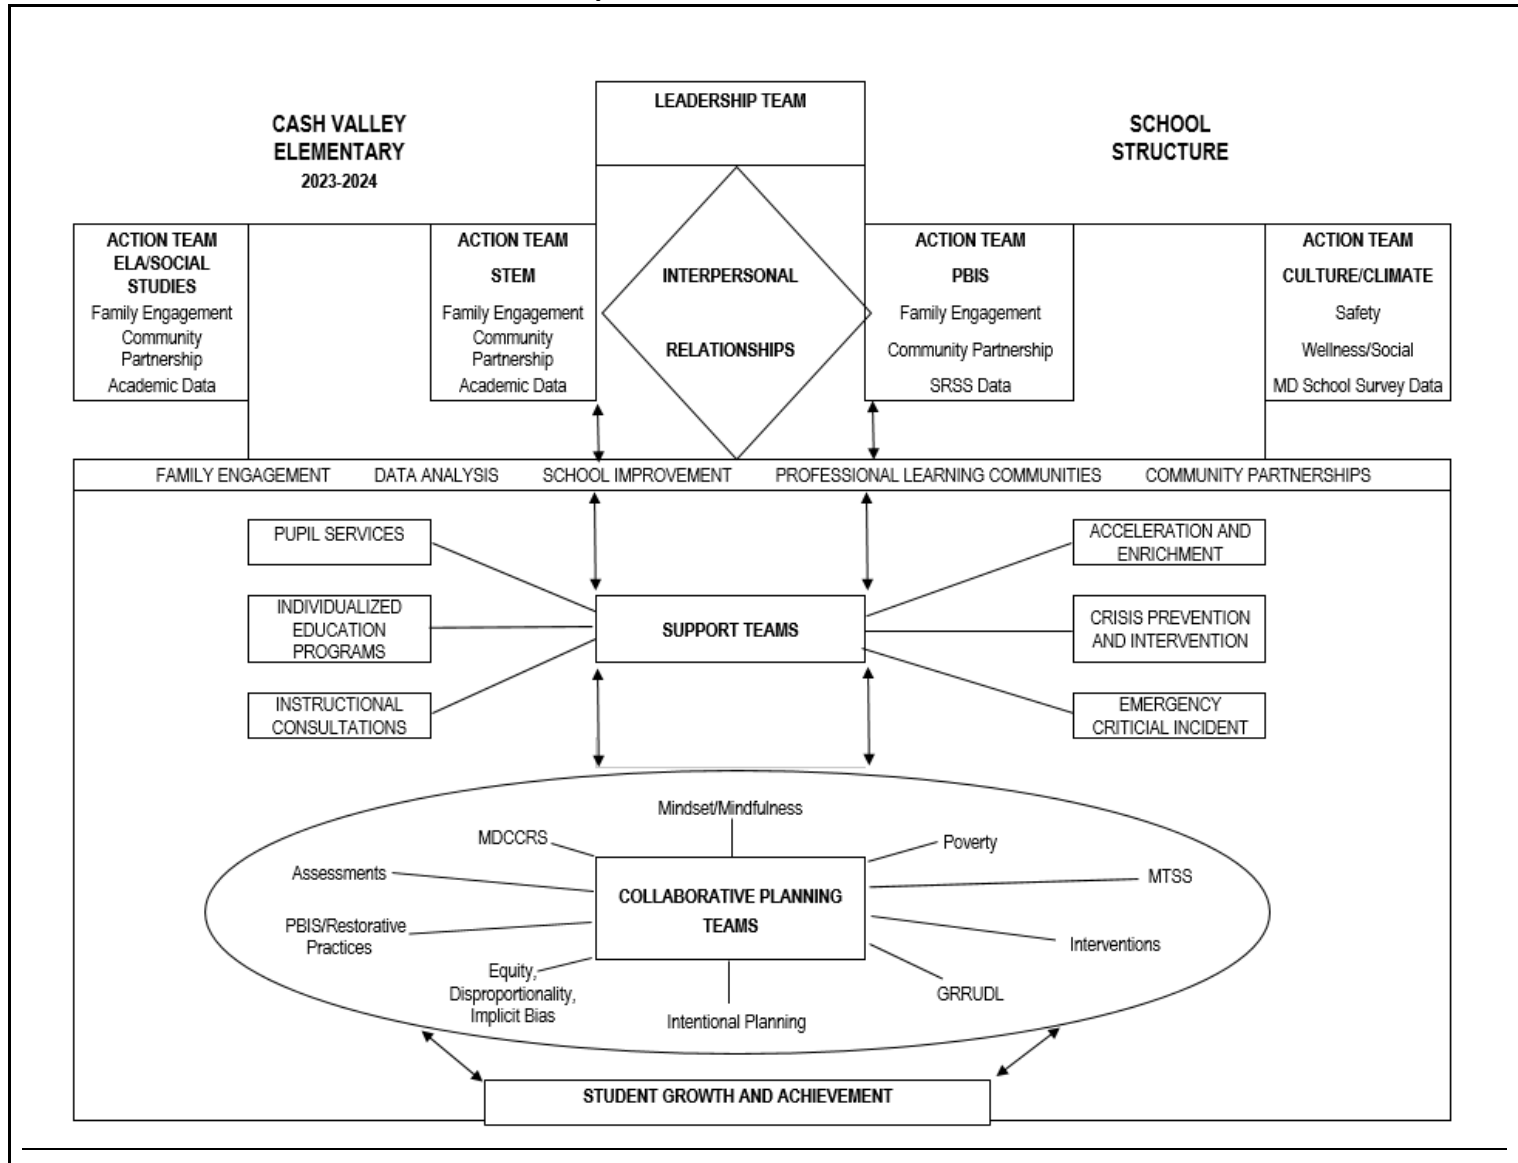 LEADERSHIP TEAM
CASH VALLEY
ELEMENTARY
2023-2024
SCHOOL
STRUCTURE
ACTION TEAM
ELA/SOCIAL
STUDIES
Family Engagement
Community
Partnership
Academic Data
ACTION TEAM
STEM
Family Engagement
Community
Partnership
Academic Data
INTERPERSONAL
RELATIONSHIPS
ACTION TEAM
PBIS
Family Engagement
Community Partnership
SRSS Data
ACTION TEAM
CULTURE/CLIMATE
Safety
Wellness/Social
MD School Survey Data
FAMILY ENGAGEMENT DATA ANALYSIS SCHOOL IMPROVEMENT PROFESSIONAL LEARNING COMMUNITIES COMMUNITY PARTNERSHIPS
PUPIL SERVICES
INDIVIDUALIZED
EDUCATION
PROGRAMS
INSTRUCTIONAL
CONSULTATIONS
SUPPORT TEAMS
ACCELERATION AND
ENRICHMENT
CRISIS PREVENTION
AND INTERVENTION
EMERGENCY
CRITICIAL INCIDENT
Mindset/Mindfulness
MDCCRS
Assessments
PBIS/Restorative
Practices
Equity,
Disproportionality,
Implicit Bias
COLLABORATIVE PLANNING
TEAMS
Intentional Planning
Poverty
MTSS
Interventions
GRRUDL
STUDENT GROWTH AND ACHIEVEMENT